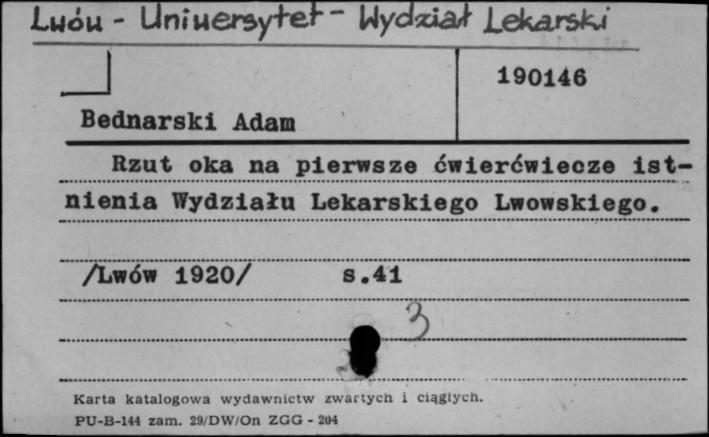 Lwów - Uniwersytet - Wydział Lekarski
190146
Bednarski Adam
Rzut oka na pierwsze ćwierćwiecze ist-
nienia Wydziału Lekarskiego Lwowskiego.
/Lwów 1920/ s.41
3
Karta katalogowa wydawnictw zwartych i ciągłych.
PU-B-144 zam. 29/DW/On ZGG - 204